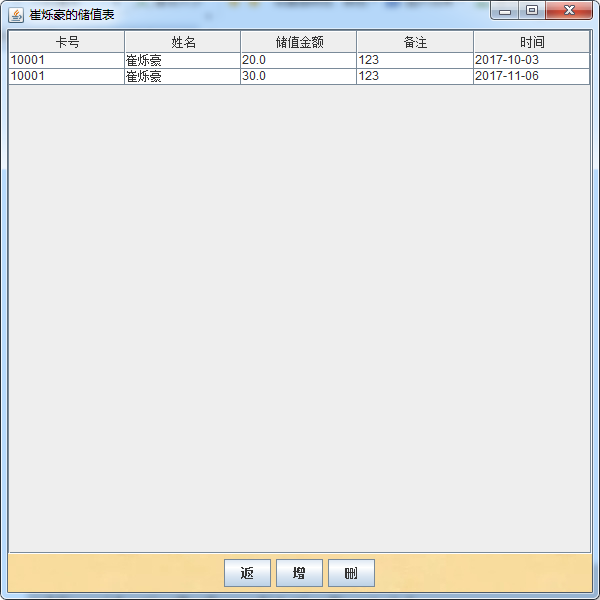 崔烁豪的储值表
卡号 姓名 储值金额 备注 时间
10001 崔烁豪 20.0 123 2017-10-03
10001 崔烁豪 30.0 123 2017-11-06
返 增 删